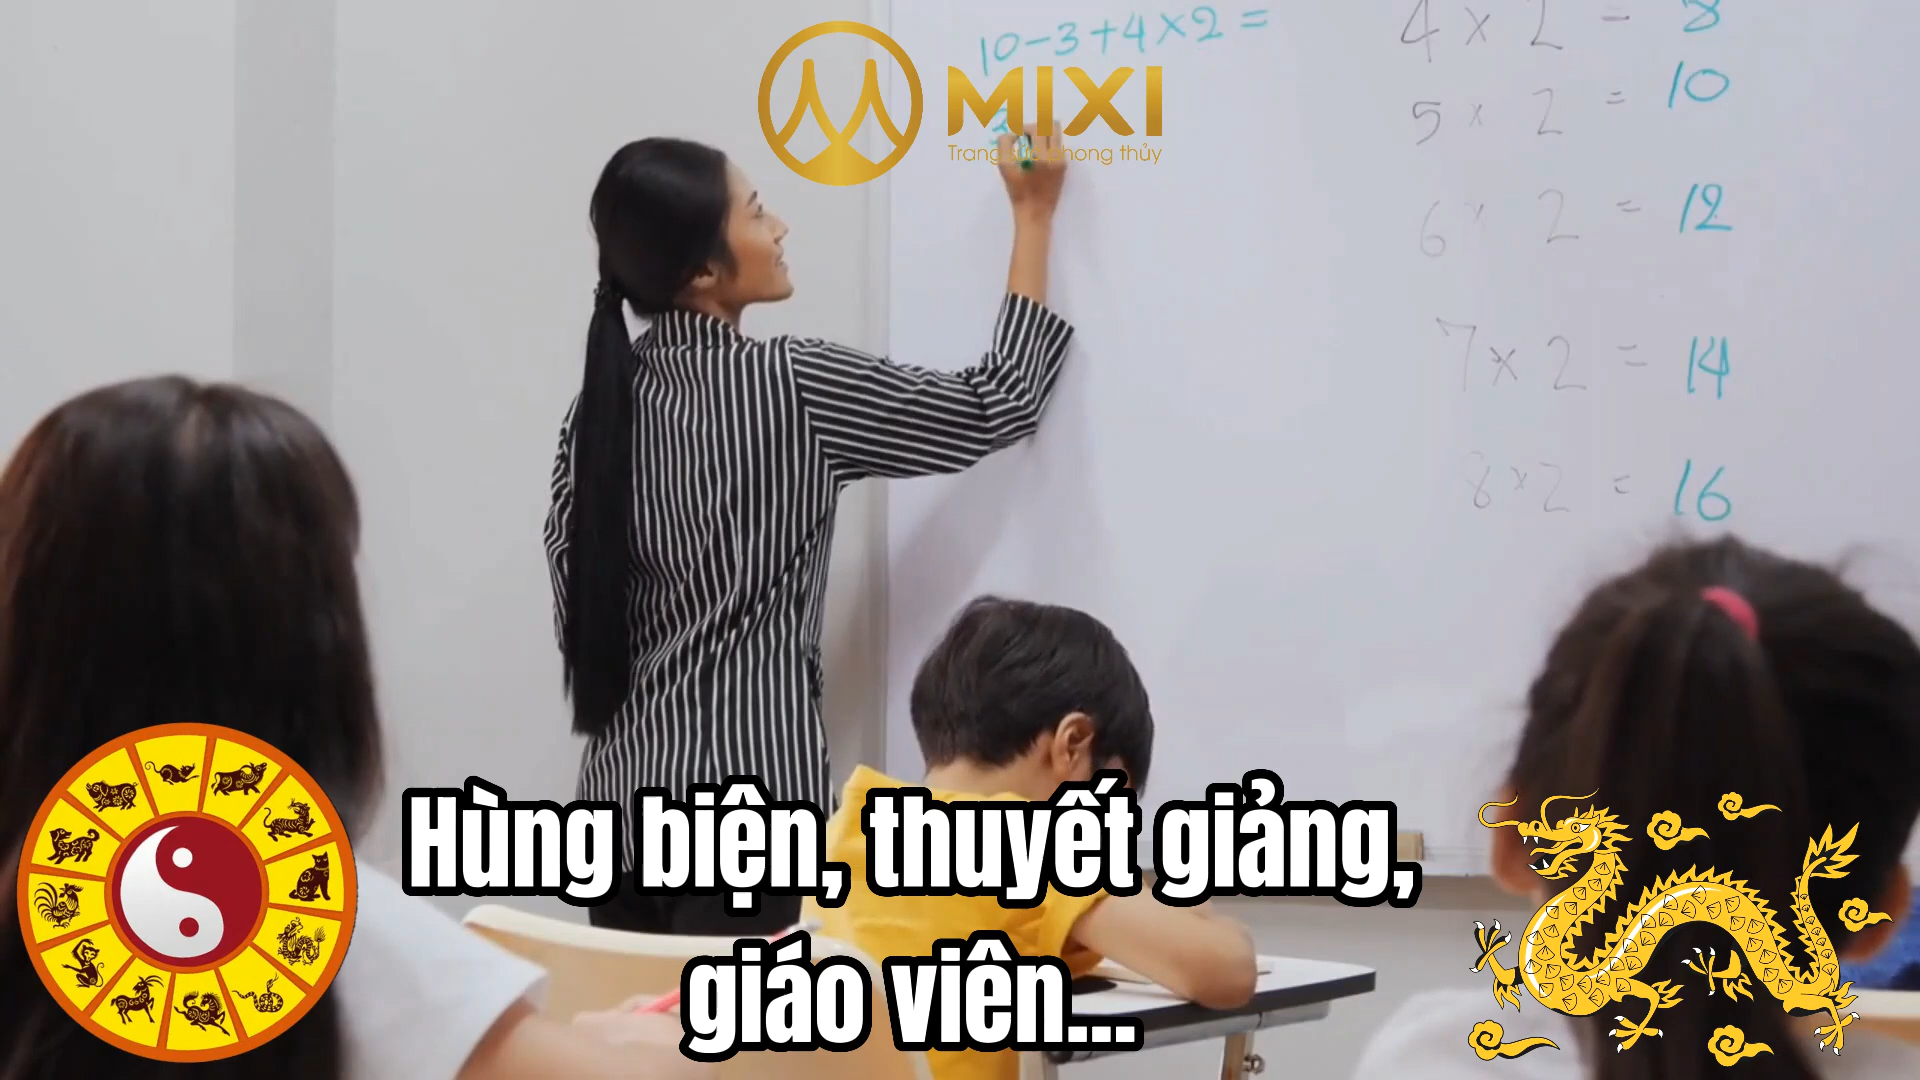 10-3+4×2=
MIXI
Trang sức phong thủy
4 × 2 = 8
5 × 2 = 10
6 × 2 = 12
7 × 2 = 14
8 × 2 = 16
Hùng biện, thuyết giảng,
giáo viên...